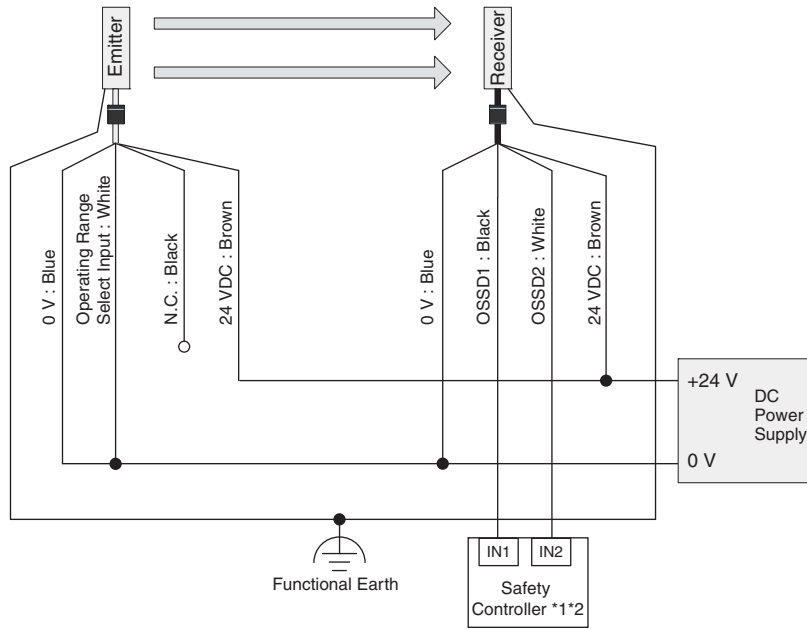 Emitter
Receiver
0 V : Blue
Operating Range
Select Input : White
N.C. : Black
24 VDC : Brown
0 V : Blue
OSSD1 : Black
OSSD2 : White
24 VDC : Brown
+24 V
DC
Power
Supply
0 V
IN1
IN2
Functional Earth
Safety
Controller *1*2